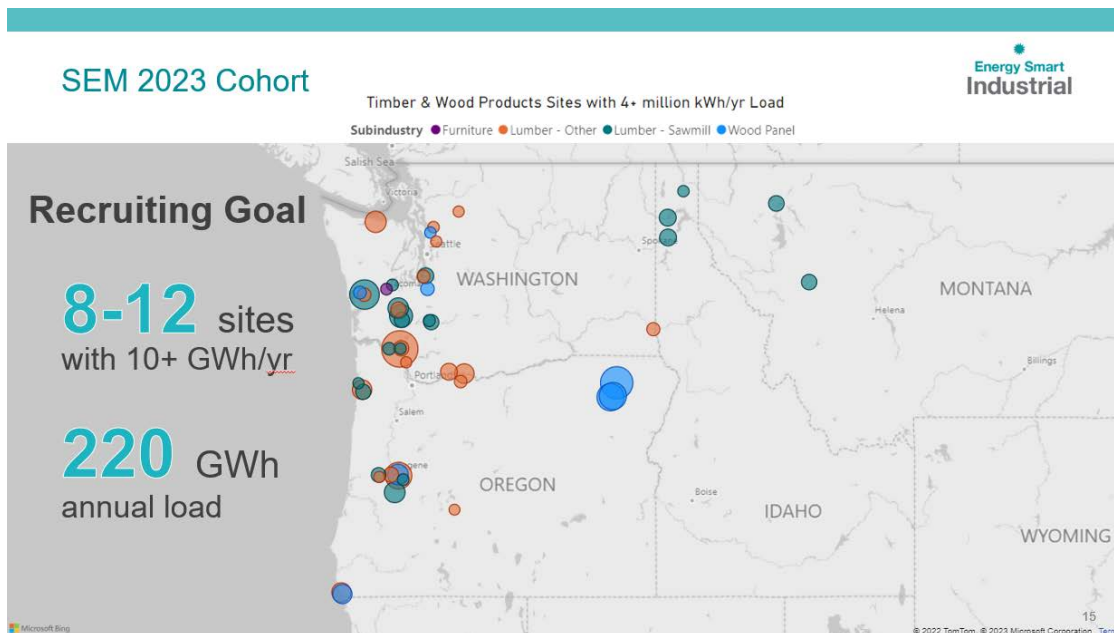 SEM 2023 Cohort
Energy Smart
Industrial
Timber & Wood Products Sites with 4+ million kWh/yr Load
Subindustry Furniture Lumber - Other Lumber - Sawmill Wood Panel
Recruiting Goal
8-12 sites
with 10+ GWh/yr
220 GWh
annual load
Salish Sea
Victoria
WASHINGTON
MONTANA
Helena
Billings
Portland
Salem
OREGON
Boise
IDAHO
WYOMING
15
Microsoft Bing
© 2022 TomTom, © 2023 Microsoft Corporation